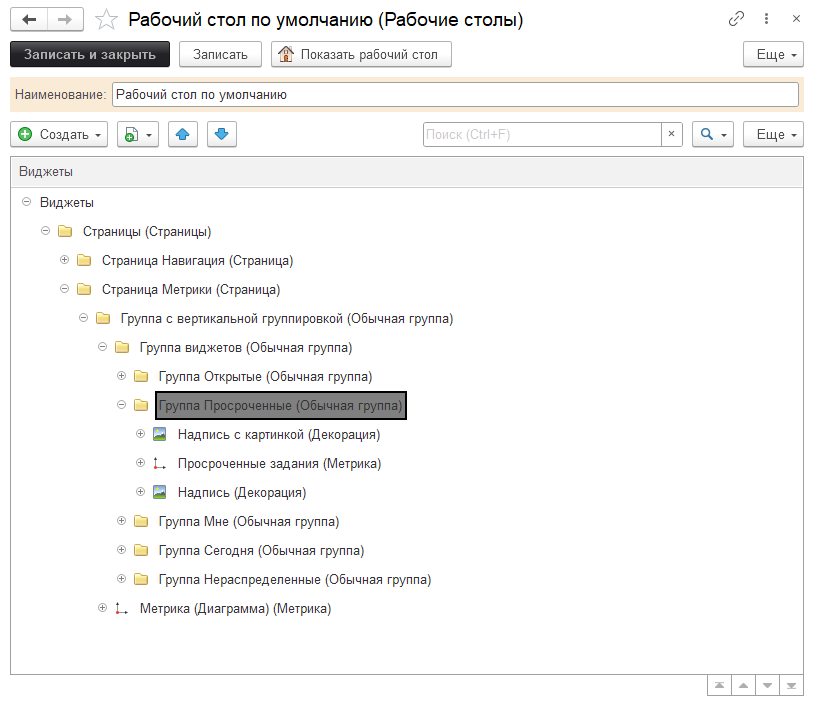 Рабочий стол по умолчанию (Рабочие столы)
Записать и закрыть Записать Показать рабочий стол Еще
Наименование: Рабочий стол по умолчанию
Создать Поиск (Ctrl+F) × Еще
Виджеты
Виджеты
Страницы (Страницы)
Страница Навигация (Страница)
Страница Метрики (Страница)
Группа с вертикальной группировкой (Обычная группа)
Группа виджетов (Обычная группа)
Группа Открытые (Обычная группа)
Группа Просроченные (Обычная группа)
Надпись с картинкой (Декорация)
Просроченные задания (Метрика)
Надпись (Декорация)
Группа Мне (Обычная группа)
Группа Сегодня (Обычная группа)
Группа Нераспределенные (Обычная группа)
Метрика (Диаграмма) (Метрика)